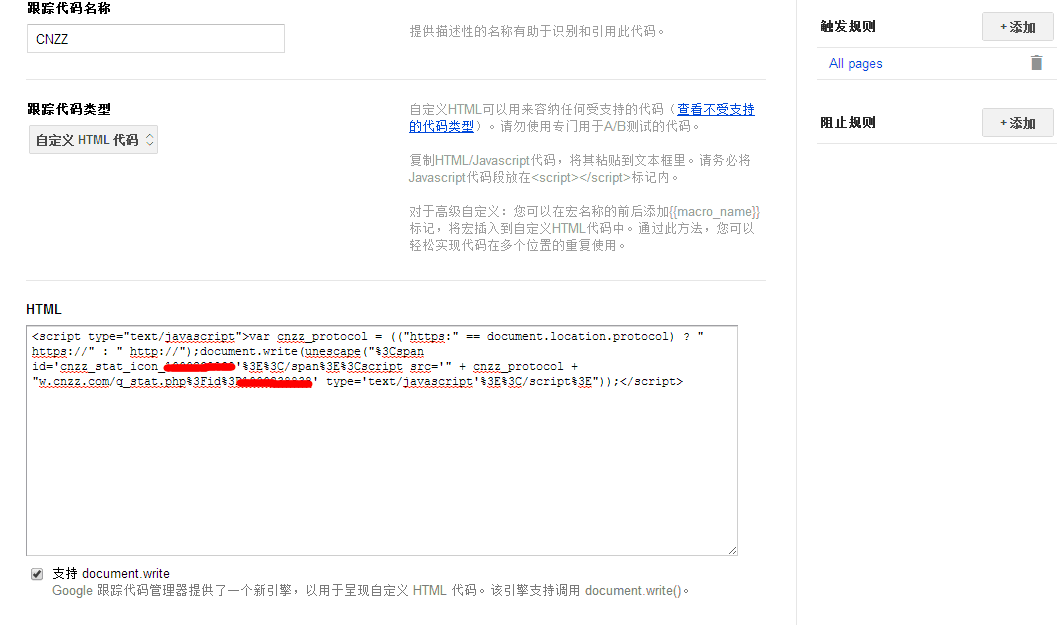 跟踪代码名称
CNZZ
提供描述性的名称有助于识别和引用此代码。
跟踪代码类型
自定义 HTML 代码
自定义HTML可以用来容纳任何受支持的代码（查看不受支持
的代码类型）。请勿使用专门用于A/B测试的代码。
复制HTML/Javascript代码，将其粘贴到文本框里。请务必将
Javascript代码段放在<script></script>标记内。
对于高级自定义：您可以在宏名称的前后添加{{macro_name}}
标记，将宏插入到自定义HTML代码中。通过此方法，您可以
轻松实现代码在多个位置的重复使用。
HTML
<script type="text/javascript">var cnzz_protocol = (("https:" == document.location.protocol) ? "
https://" : " http://");document.write(unescape("%3Cspan
id='cnzz_stat_icon_'%3E%3C/span%3E%3Cscript src='" + cnzz_protocol +
"w.cnzz.com/q_stat.php%3Fid%3D' type='text/javascript'%3E%3C/script%3E"));</script>
支持 document.write
Google 跟踪代码管理器提供了一个新引擎，以用于呈现自定义 HTML 代码。该引擎支持调用 document.write()。
触发规则
+添加
All pages
阻止规则
+添加